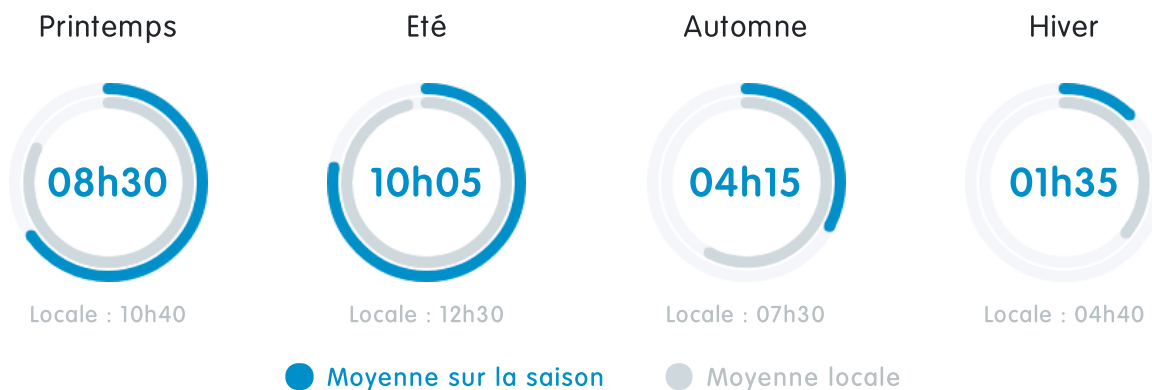 Printemps Eté Automne Hiver
08h30 10h05 04h15 01h35
Locale : 10h40 Locale : 12h30 Locale : 07h30 Locale : 04h40
Moyenne sur la saison Moyenne locale